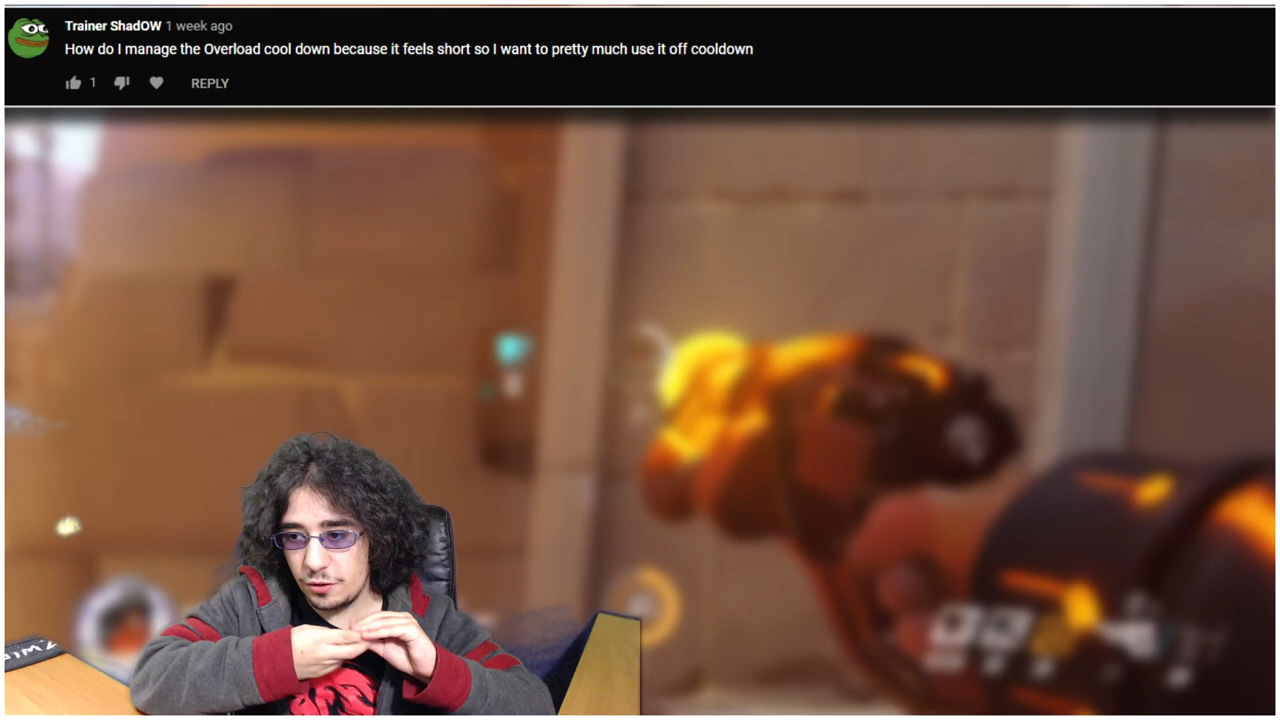 Trainer ShadOW 1 week ago
How do I manage the Overload cool down because it feels short so I want to pretty much use it off cooldown
1
REPLY